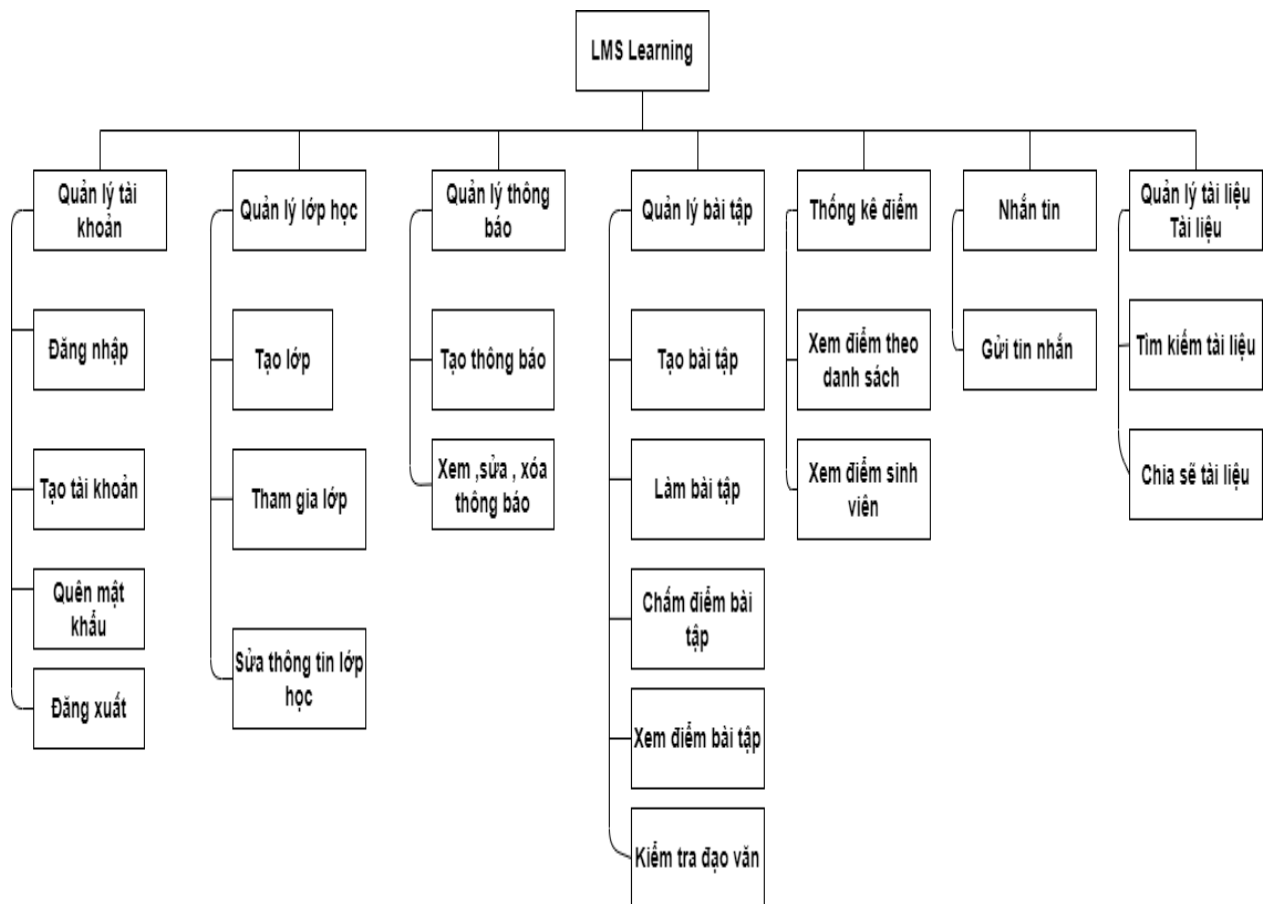 LMS Learning
Quản lý tài
khoản
Quản lý lớp học
Quản lý thông
báo
Quản lý bài tập
Thống kê điểm
Nhắn tin
Quản lý tài liệu
Tài liệu
Đăng nhập
Tạo tài khoản
Quên mật
khẩu
Đăng xuất
Tạo lớp
Tham gia lớp
Sửa thông tin lớp
học
Tạo thông báo
Xem ,sửa , xóa
thông báo
Tạo bài tập
Làm bài tập
Chấm điểm bài
tập
Xem điểm bài tập
Kiểm tra đạo văn
Xem điểm theo
danh sách
Xem điểm sinh
viên
Gửi tin nhắn
Tìm kiếm tài liệu
Chia sẽ tài liệu